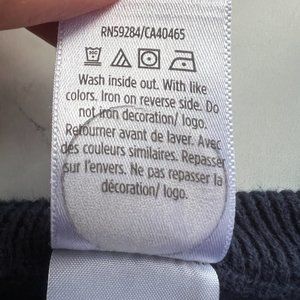 RN59284/CA40465
Wash inside out. With like
colors. Iron on reverse side. Do
not iron decoration/ logo.
Retourner avant de laver. Avec
des couleurs similaires. Repasser
sur l'envers. Ne pas repasser la
décoration/ logo.